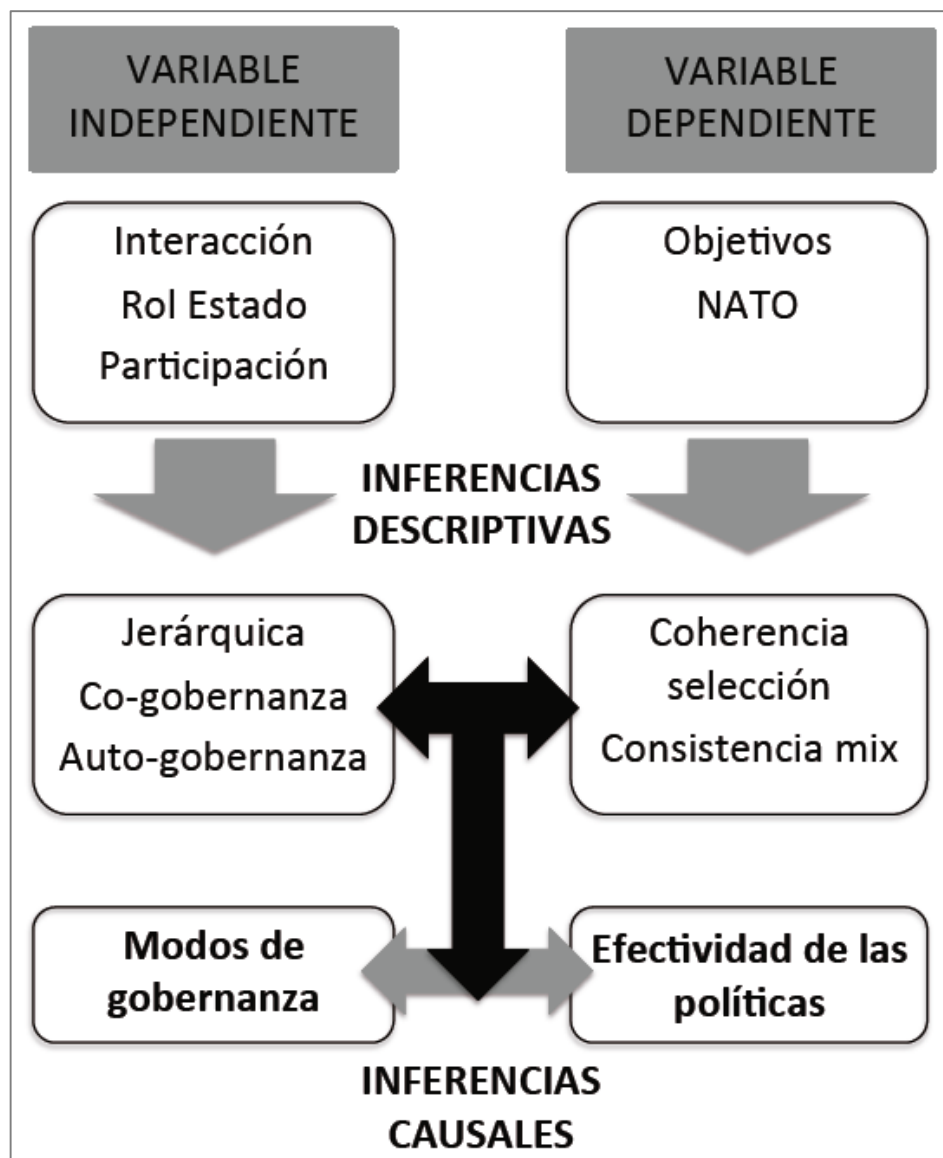 VARIABLE
INDEPENDIENTE
VARIABLE
DEPENDIENTE
Interacción
Rol Estado
Participación
Objetivos
NATO
INFERENCIAS
DESCRIPTIVAS
Jerárquica
Co-gobernanza
Auto-gobernanza
Coherencia
selección
Consistencia mix
Modos de
gobernanza
Efectividad de las
políticas
INFERENCIAS
CAUSALES